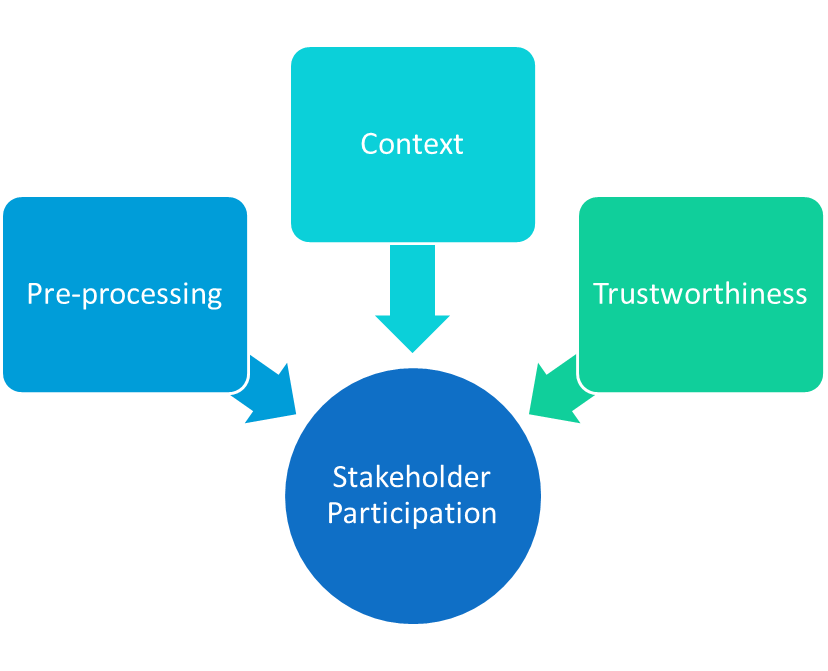 Context
Pre-processing
Trustworthiness
Stakeholder
Participation